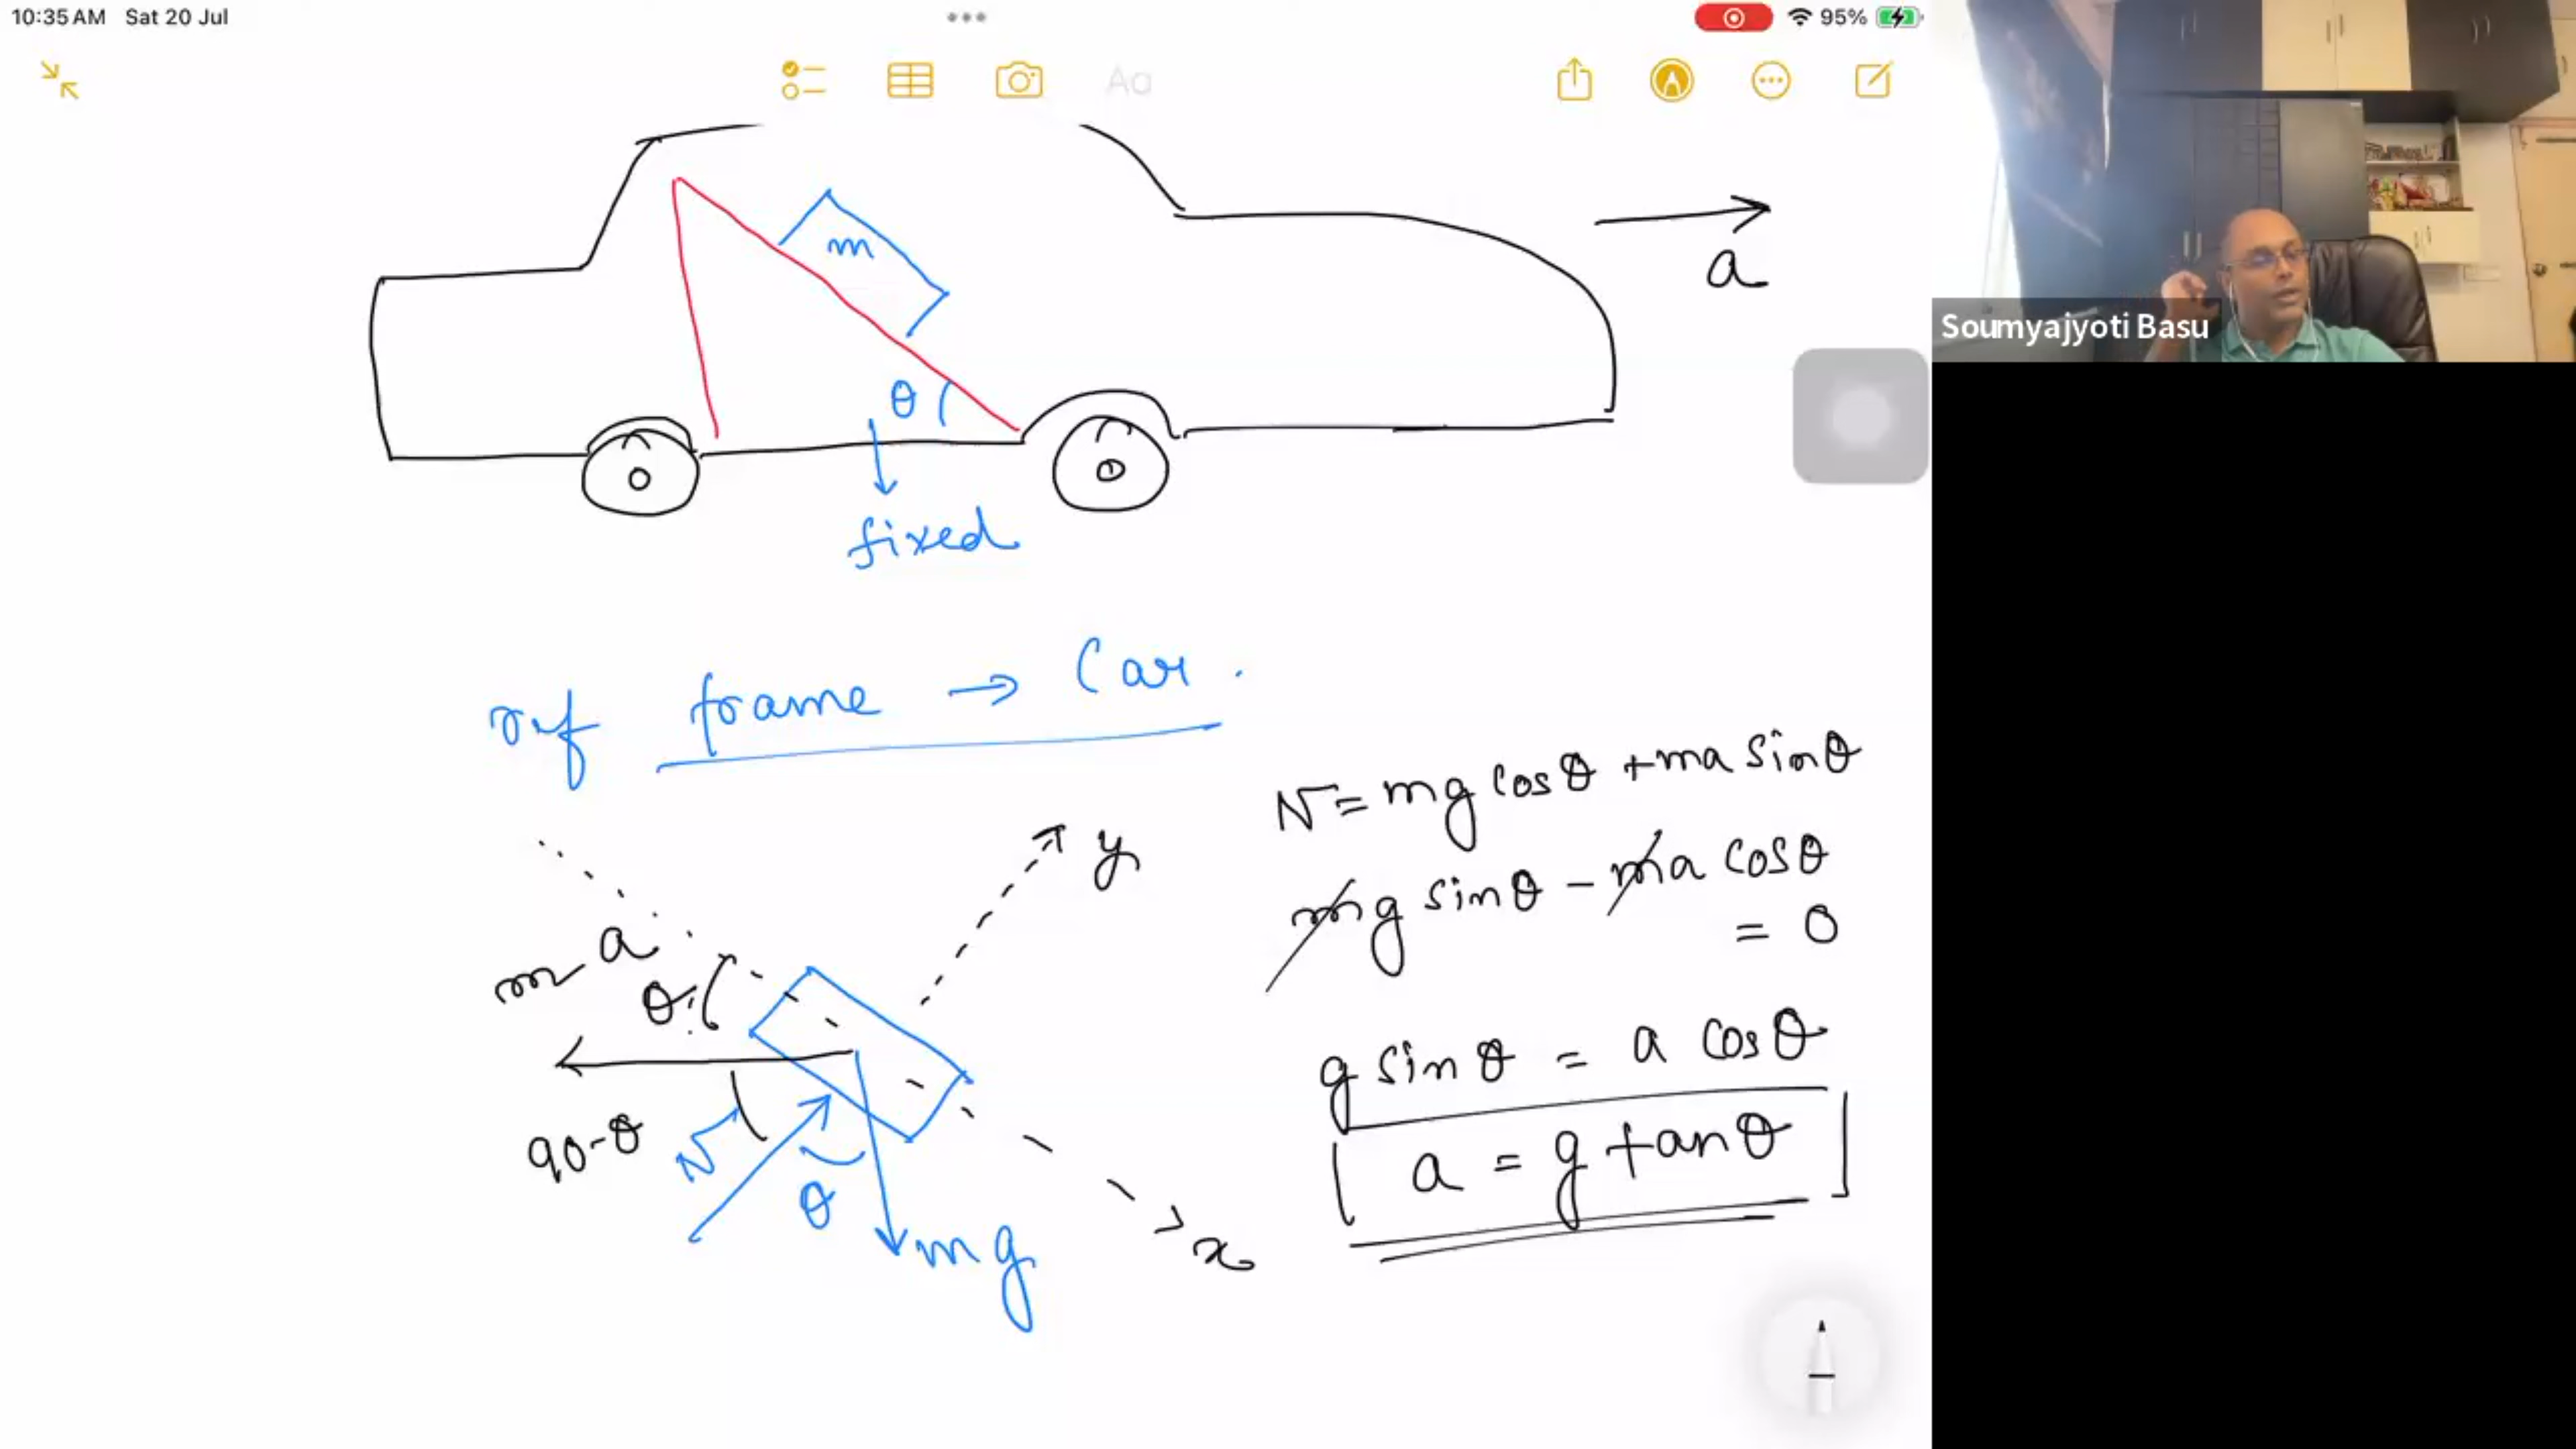 10:35 AM Sat 20 Jul
95%
Aa
m
a
θ
fixed
ref frame → Car.
N = mg cosθ + ma sinθ
y
mg sinθ - ma cosθ
= 0
ma
θ
g sinθ = a cosθ
90-θ
N
a = g tanθ
θ
mg
x
Soumyajyoti Basu